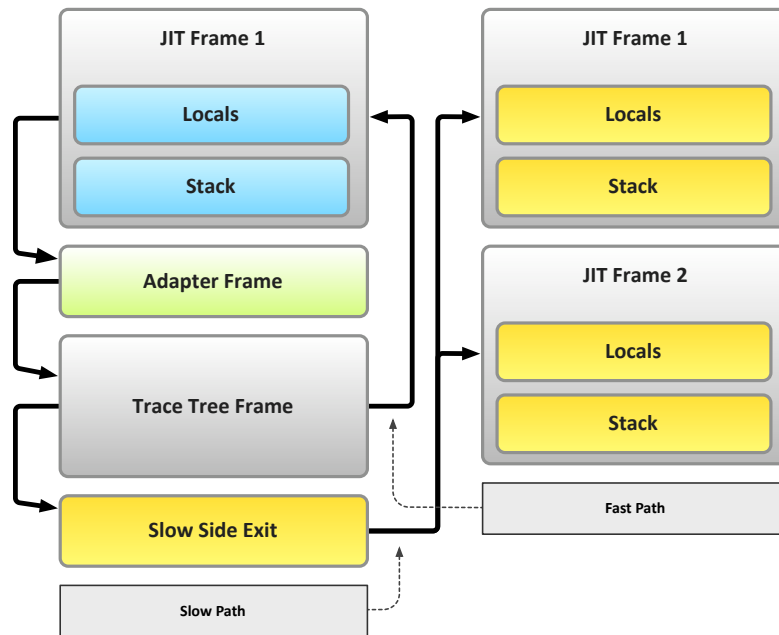 JIT Frame 1
Locals
Stack
Adapter Frame
Trace Tree Frame
Slow Side Exit
Slow Path
JIT Frame 1
Locals
Stack
JIT Frame 2
Locals
Stack
Fast Path